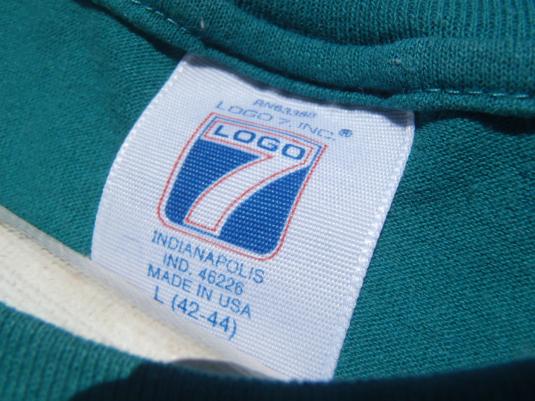 LOGO 7, INC.®
LOGO
7
INDIANAPOLIS
IND. 46226
MADE IN USA
L (42-44)